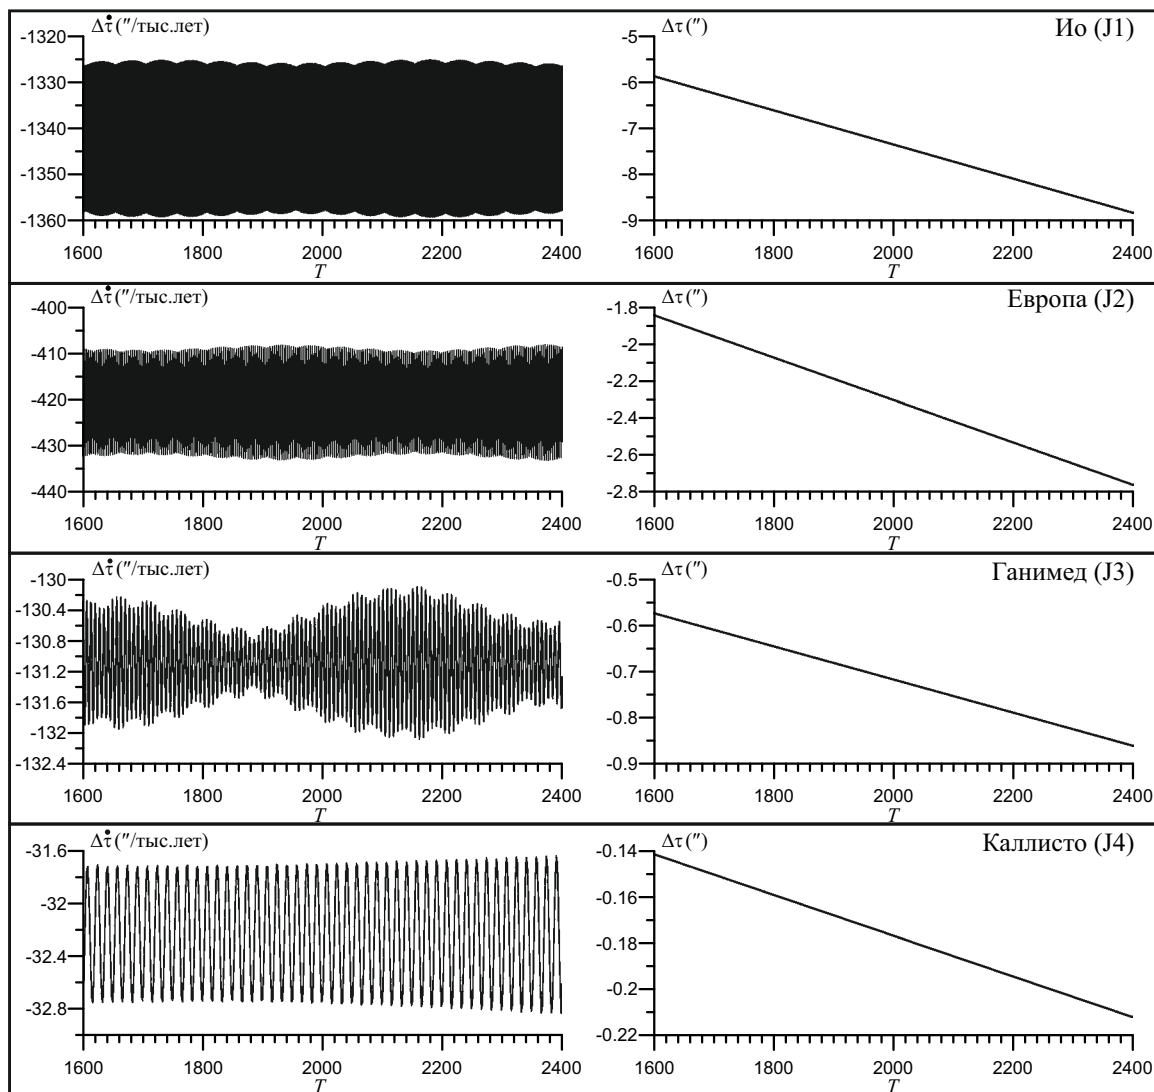 Δτ̇ (″/тыс.лет)
-1320
-1330
-1340
-1350
-1360
1600 1800 2000 2200 2400
T
Δτ (″)
Ио (J1)
-5
-6
-7
-8
-9
1600 1800 2000 2200 2400
T
Δτ̇ (″/тыс.лет)
-400
-410
-420
-430
-440
1600 1800 2000 2200 2400
T
Δτ (″)
Европа (J2)
-1.8
-2
-2.2
-2.4
-2.6
-2.8
1600 1800 2000 2200 2400
T
Δτ̇ (″/тыс.лет)
-130
-130.4
-130.8
-131.2
-131.6
-132
-132.4
1600 1800 2000 2200 2400
T
Δτ (″)
Ганимед (J3)
-0.5
-0.6
-0.7
-0.8
-0.9
1600 1800 2000 2200 2400
T
Δτ̇ (″/тыс.лет)
-31.6
-32
-32.4
-32.8
1600 1800 2000 2200 2400
T
Δτ (″)
Каллисто (J4)
-0.14
-0.16
-0.18
-0.2
-0.22
1600 1800 2000 2200 2400
T